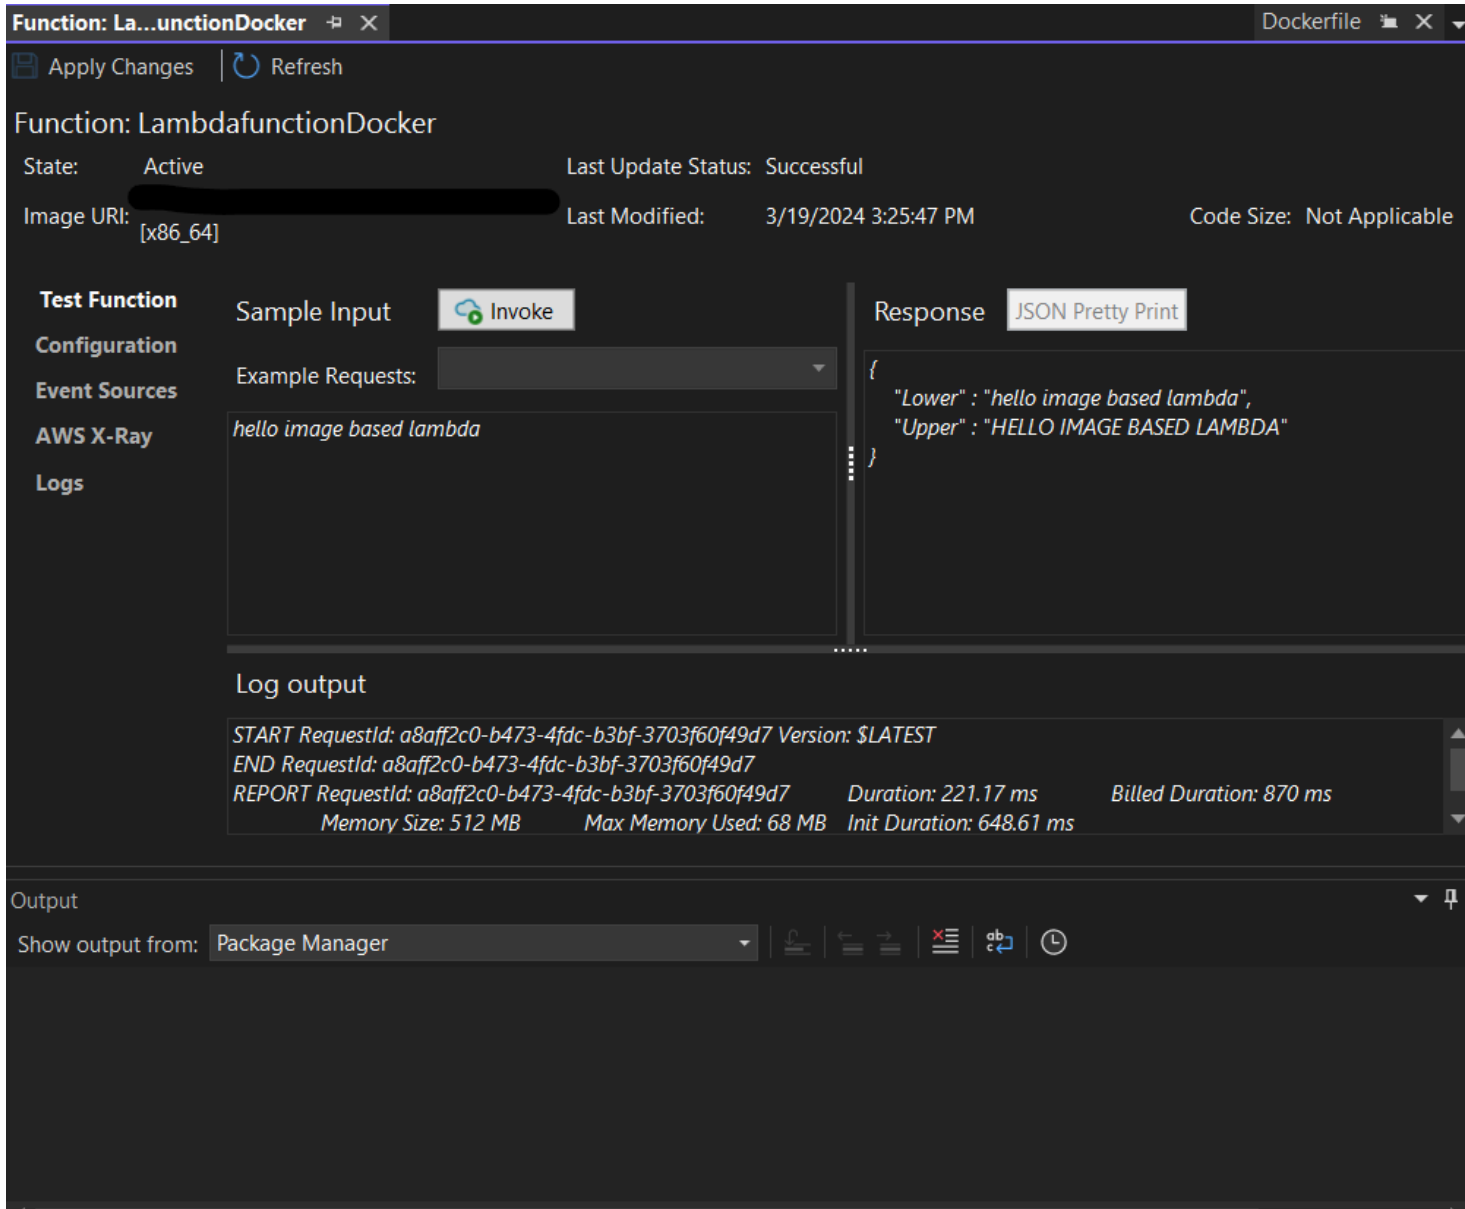 Function: La...unctionDocker
Dockerfile
Apply Changes
Refresh
Function: LambdafunctionDocker
State: Active
Last Update Status: Successful
Image URI:
[x86_64]
Last Modified: 3/19/2024 3:25:47 PM
Code Size: Not Applicable
Test Function
Configuration
Event Sources
AWS X-Ray
Logs
Sample Input
Invoke
Example Requests:
hello image based lambda
Response
JSON Pretty Print
{
"Lower" : "hello image based lambda",
"Upper" : "HELLO IMAGE BASED LAMBDA"
}
Log output
START RequestId: a8aff2c0-b473-4fdc-b3bf-3703f60f49d7 Version: $LATEST
END RequestId: a8aff2c0-b473-4fdc-b3bf-3703f60f49d7
REPORT RequestId: a8aff2c0-b473-4fdc-b3bf-3703f60f49d7 Duration: 221.17 ms Billed Duration: 870 ms
Memory Size: 512 MB Max Memory Used: 68 MB Init Duration: 648.61 ms
Output
Show output from: Package Manager